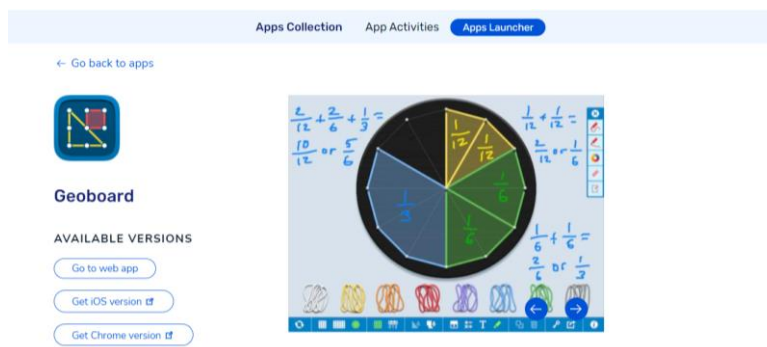 Apps Collection App Activities Apps Launcher
← Go back to apps
Geoboard
AVAILABLE VERSIONS
Go to web app
Get iOS version
Get Chrome version
2/12 + 2/6 + 1/3 =
10/12 or 5/6
1/12 + 1/12 =
2/12 or 1/6
1/12
1/12
1/6
1/3
1/6
1/6 + 1/6 =
2/6 or 1/3
T